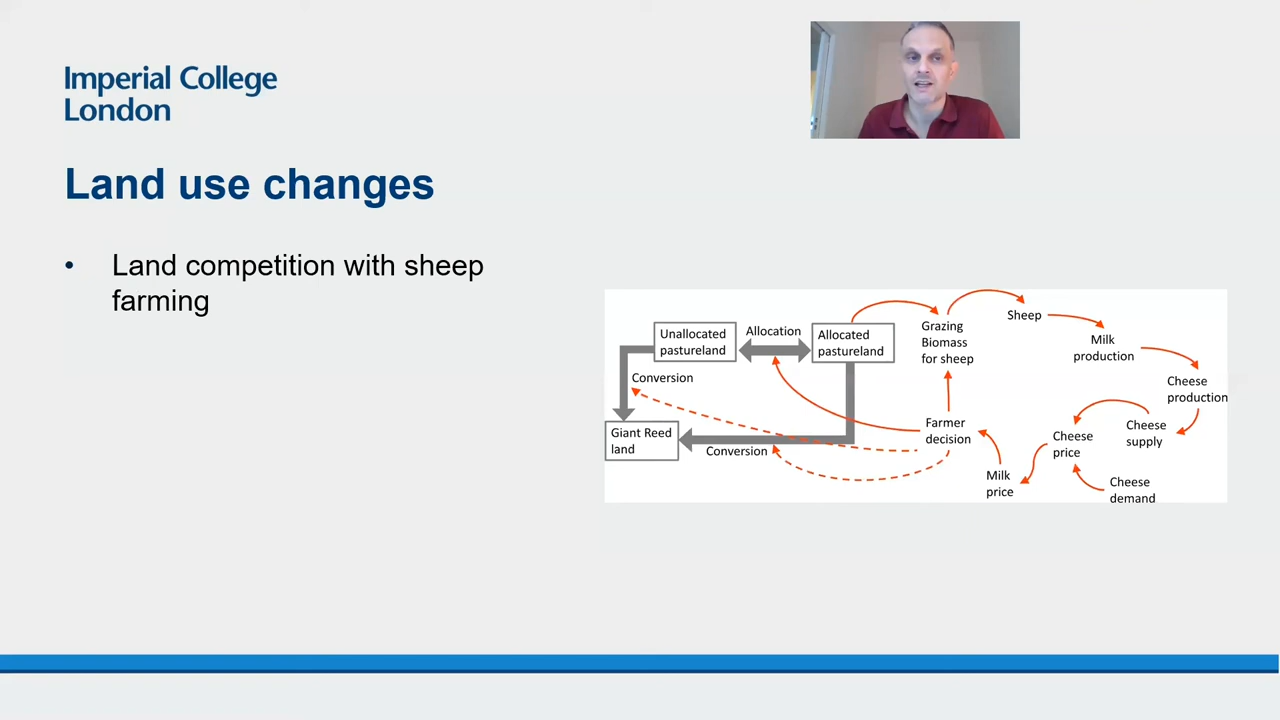 Imperial College
London
Land use changes
• Land competition with sheep
farming
Unallocated
pastureland
Allocation
Allocated
pastureland
Conversion
Giant Reed
land
Conversion
Grazing
Biomass
for sheep
Sheep
Milk
production
Cheese
production
Cheese
supply
Cheese
price
Cheese
demand
Milk
price
Farmer
decision